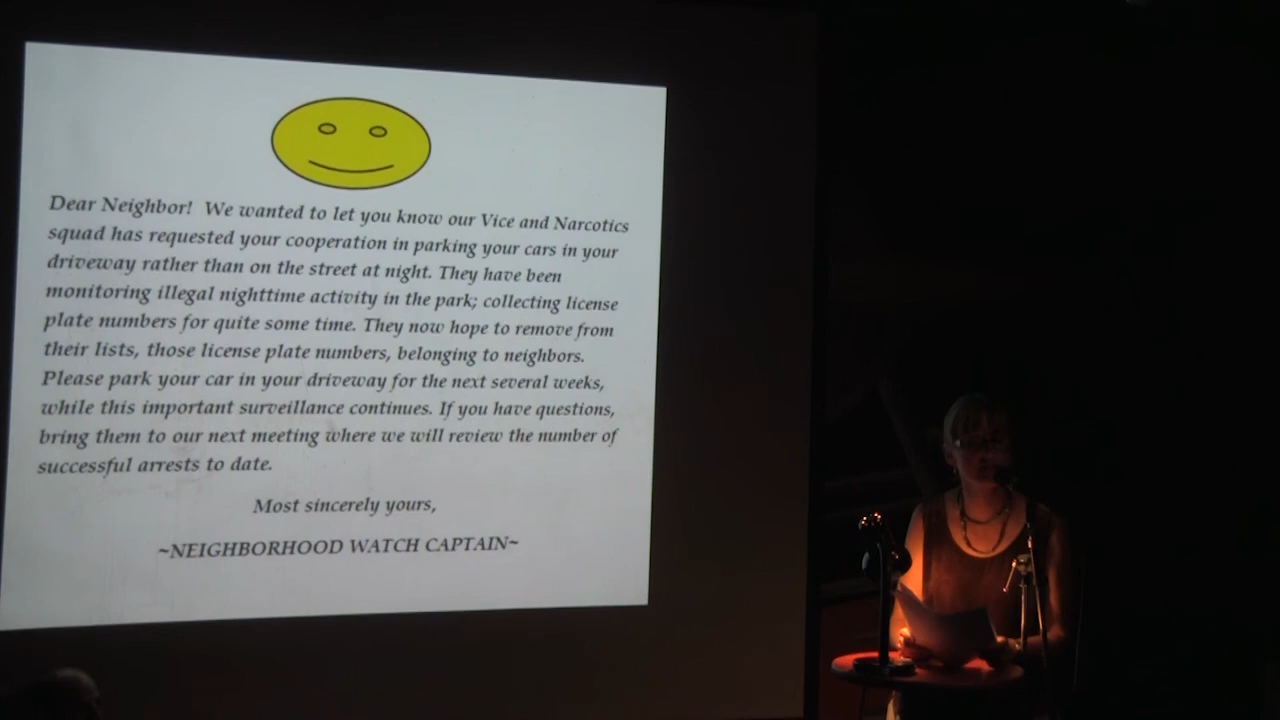 Dear Neighbor!  We wanted to let you know our Vice and Narcotics
squad has requested your cooperation in parking your cars in your
driveway rather than on the street at night. They have been
monitoring illegal nighttime activity in the park; collecting license
plate numbers for quite some time. They now hope to remove from
their lists, those license plate numbers, belonging to neighbors.
Please park your car in your driveway for the next several weeks,
while this important surveillance continues. If you have questions,
bring them to our next meeting where we will review the number of
successful arrests to date.
Most sincerely yours,
~NEIGHBORHOOD WATCH CAPTAIN~